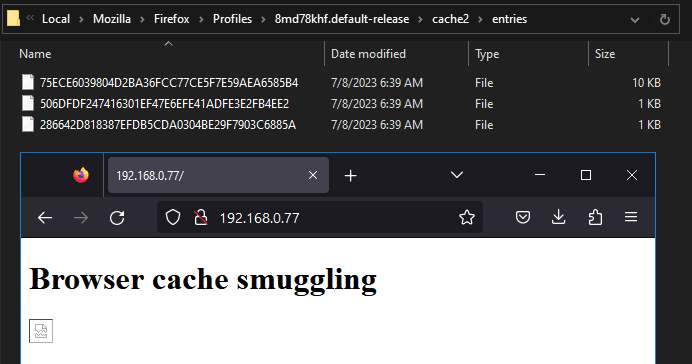 Local > Mozilla > Firefox > Profiles > 8md78khf.default-release > cache2 > entries
Name Date modified Type Size
75ECE6039804D2BA36FCC77CE5F7E59AEA6585B4 7/8/2023 6:39 AM File 10 KB
506DFDF247416301EF47E6EFE41ADFE3E2FB4EE2 7/8/2023 6:39 AM File 1 KB
286642D818387EFDB5CDA0304BE29F7903C6885A 7/8/2023 6:39 AM File 1 KB
192.168.0.77/
192.168.0.77
Browser cache smuggling